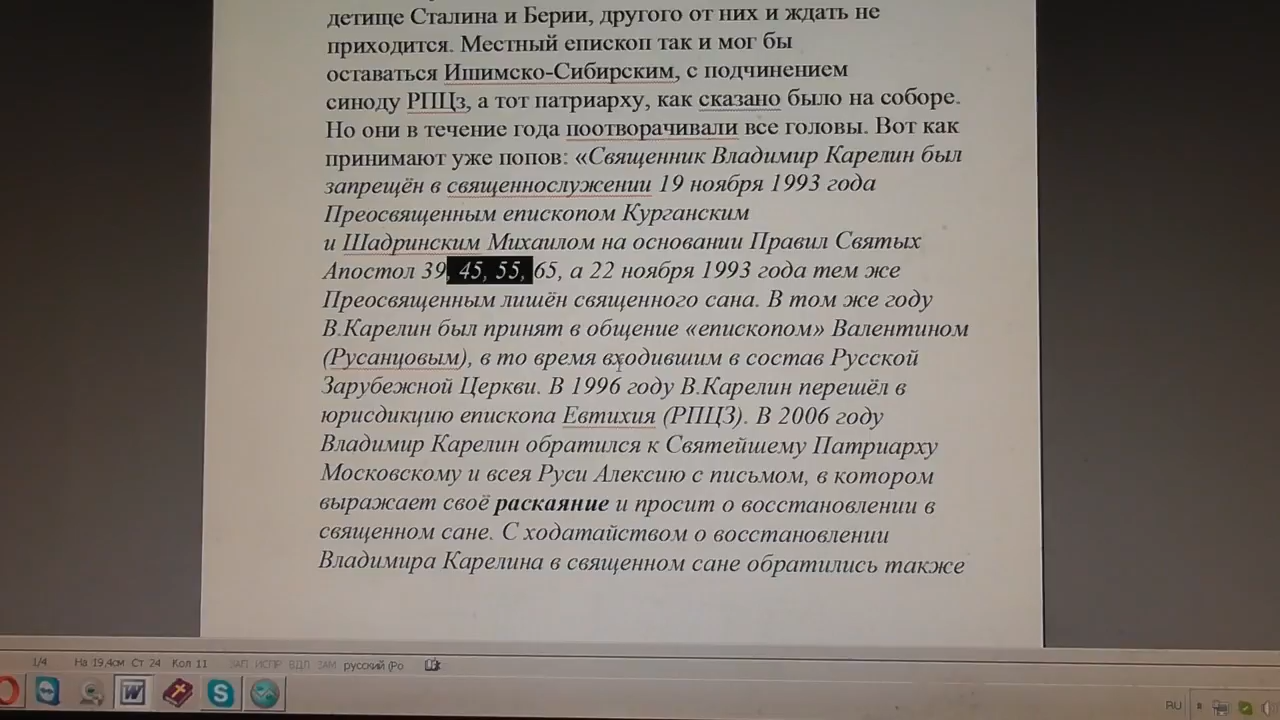 детище Сталина и Берии, другого от них и ждать не
приходится. Местный епископ так и мог бы
оставаться Ишимско-Сибирским, с подчинением
синоду РПЦз, а тот патриарху, как сказано было на соборе.
Но они в течение года поотворачивали все головы. Вот как
принимают уже попов: «Священник Владимир Карелин был
запрещён в священнослужении 19 ноября 1993 года
Преосвященным епископом Курганским
и Шадринским Михаилом на основании Правил Святых
Апостол 39, 45, 55, 65, а 22 ноября 1993 года тем же
Преосвященным лишён священного сана. В том же году
В.Карелин был принят в общение «епископом» Валентином
(Русанцовым), в то время входившим в состав Русской
Зарубежной Церкви. В 1996 году В.Карелин перешёл в
юрисдикцию епископа Евтихия (РПЦЗ). В 2006 году
Владимир Карелин обратился к Святейшему Патриарху
Московскому и всея Руси Алексию с письмом, в котором
выражает своё раскаяние и просит о восстановлении в
священном сане. С ходатайством о восстановлении
Владимира Карелина в священном сане обратились также
1/4 На 19,4см Ст 24 Кол 11 ЗАП ИСПР ВДЛ ЗАМ русский (Ро
RU